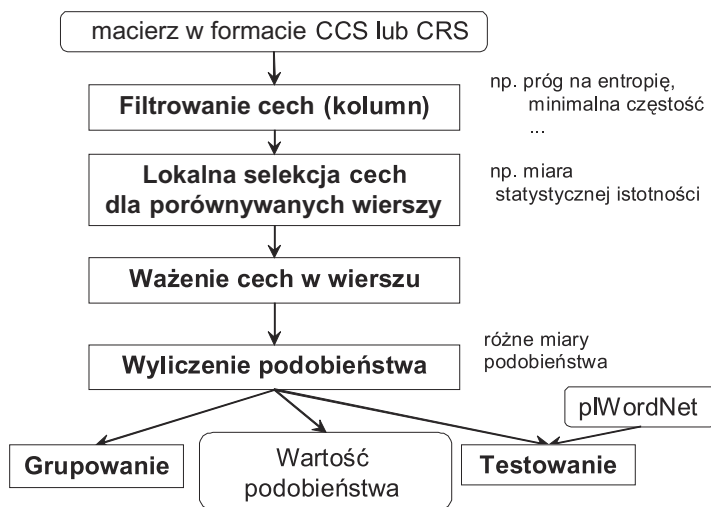 macierz w formacie CCS lub CRS
Filtrowanie cech (kolumn)
np. próg na entropię,
minimalna częstość
...
Lokalna selekcja cech
dla porównywanych wierszy
np. miara
statystycznej istotności
Ważenie cech w wierszu
Wyliczenie podobieństwa
różne miary
podobieństwa
plWordNet
Grupowanie
Wartość
podobieństwa
Testowanie